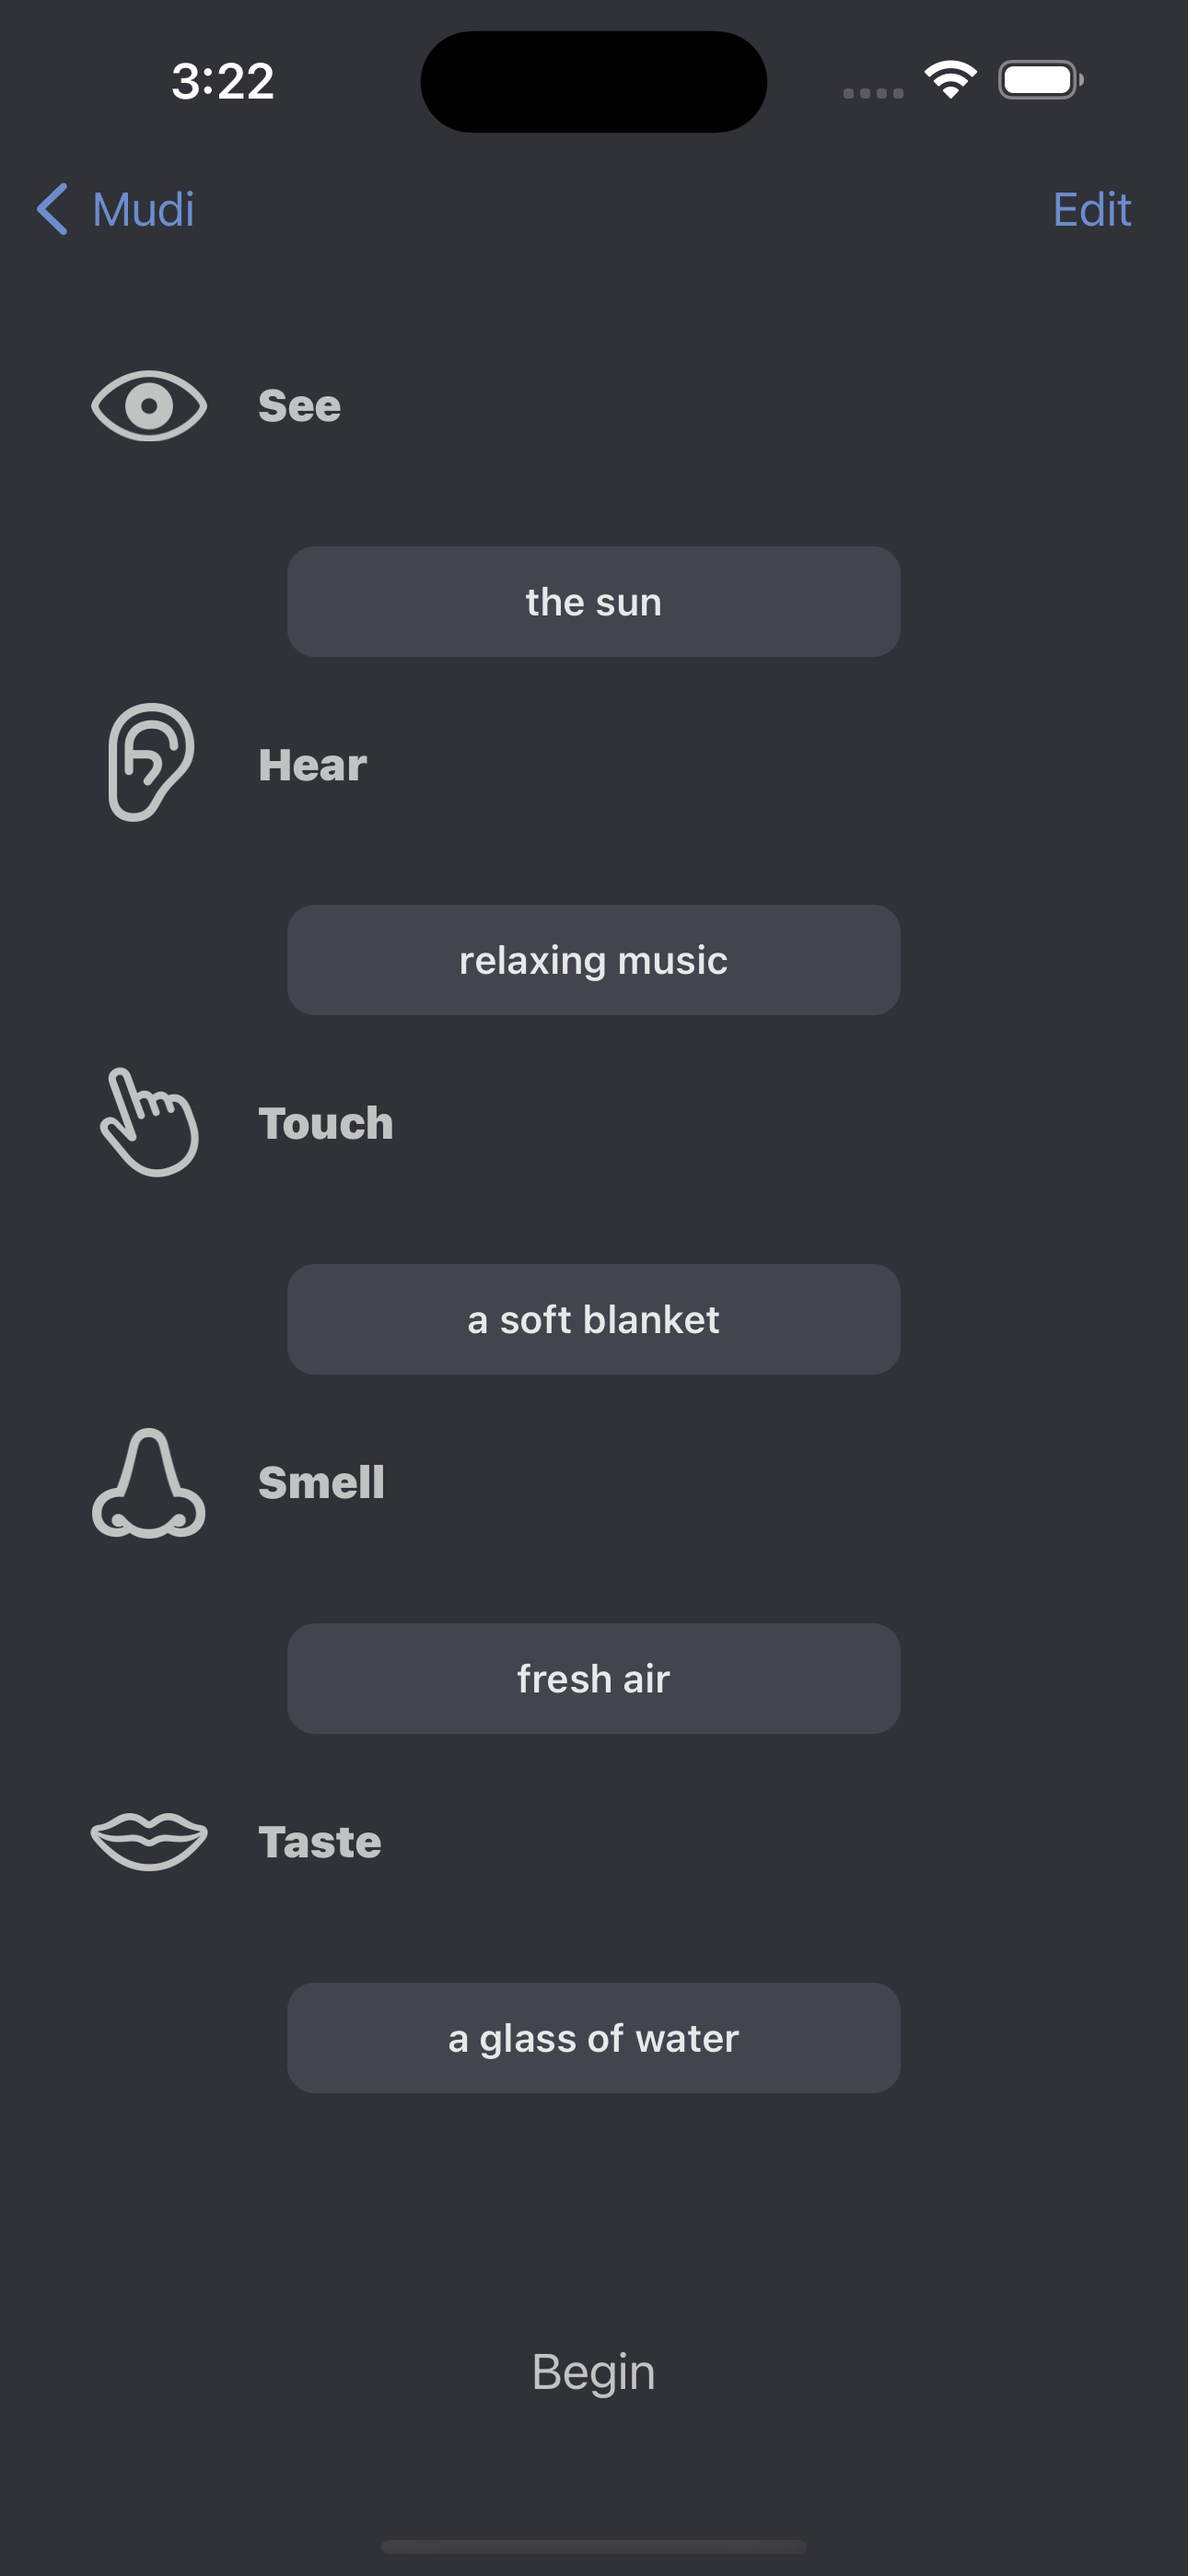 3:22
Mudi
Edit
See
the sun
Hear
relaxing music
Touch
a soft blanket
Smell
fresh air
Taste
a glass of water
Begin